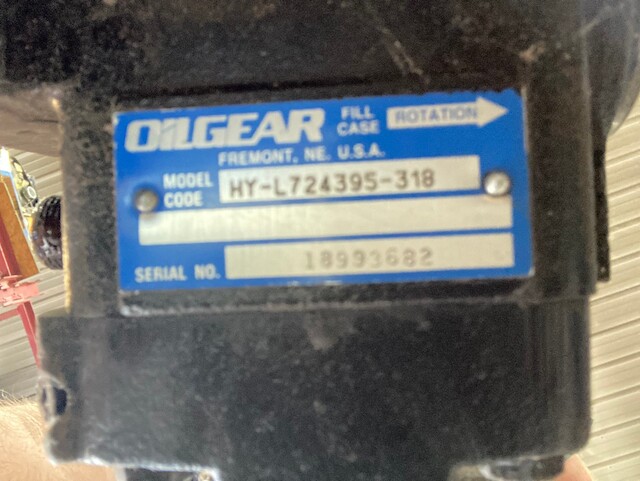 OILGEAR FILL CASE ROTATION
FREMONT, NE. U.S.A.
MODEL CODE HY-L724395-318
SERIAL NO. 18993682